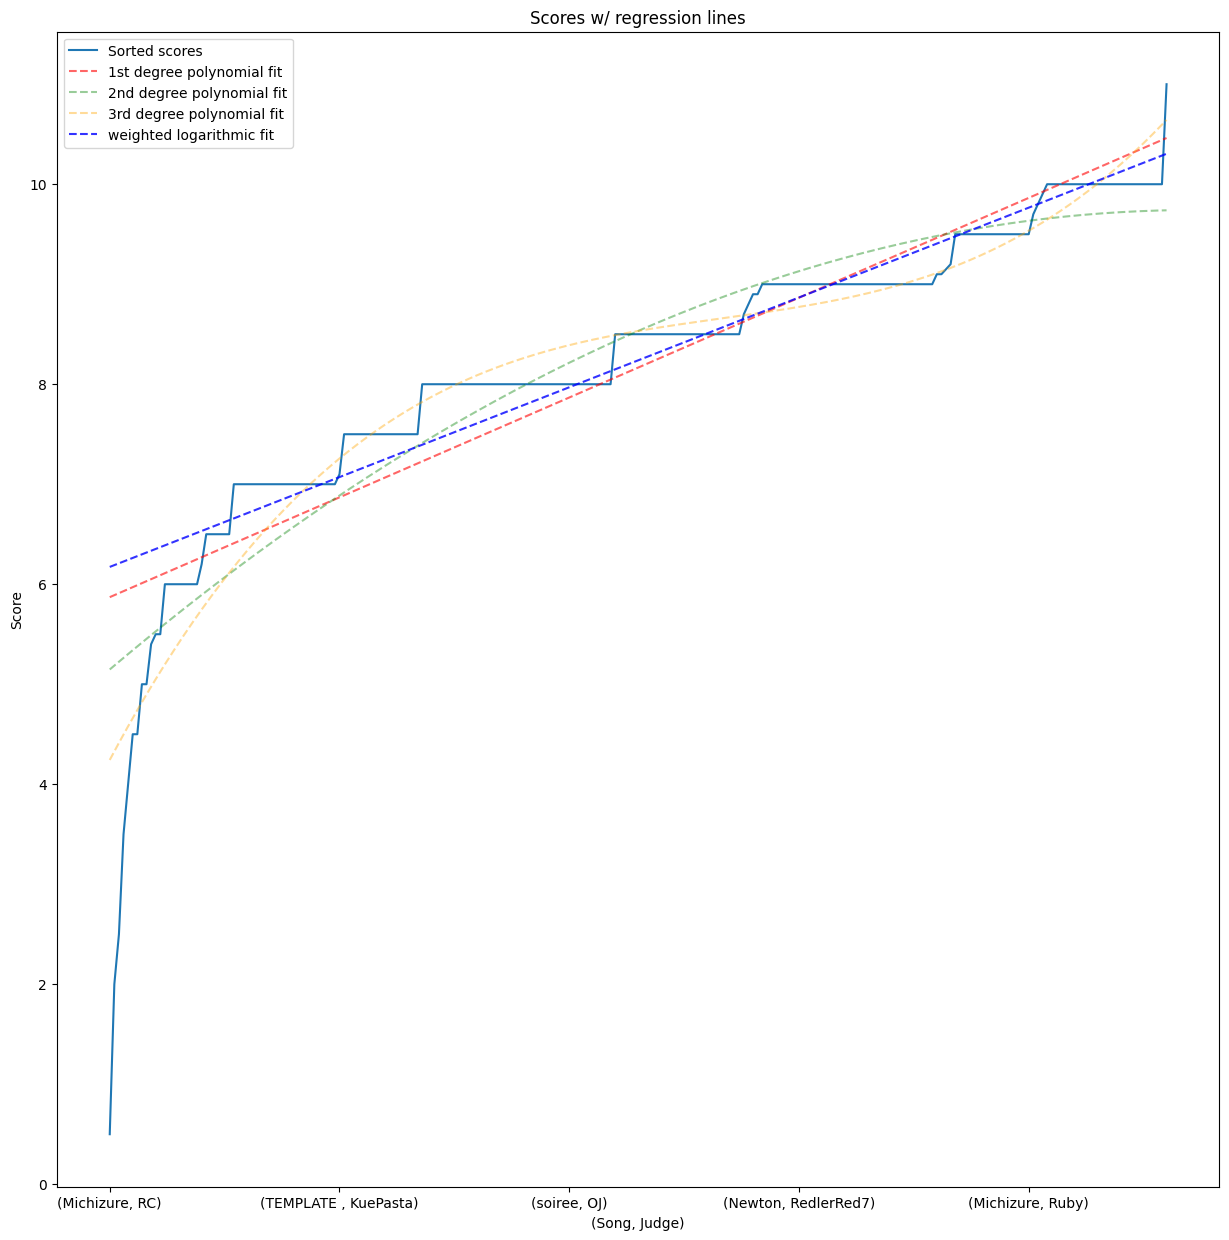 Scores w/ regression lines
Sorted scores
1st degree polynomial fit
2nd degree polynomial fit
3rd degree polynomial fit
weighted logarithmic fit
10
8
6
4
2
0
Score
(Michizure, RC) (TEMPLATE , KuePasta) (soiree, OJ) (Newton, RedlerRed7) (Michizure, Ruby)
(Song, Judge)